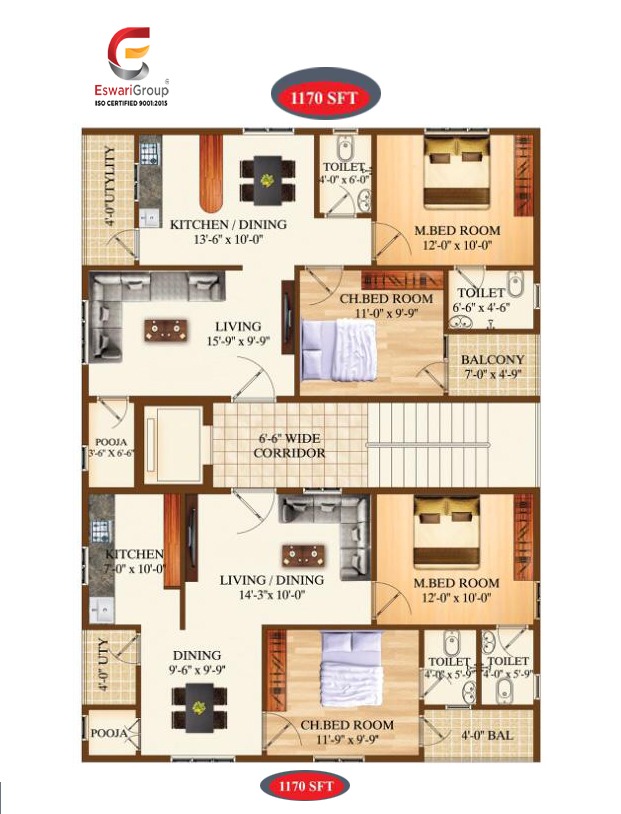 EswariGroup
®
ISO CERTIFIED 9001:2015
1170 SFT
4'-0"UTYLITY
TOILET
4'-0" x 6'-0"
KITCHEN / DINING
13'-6" x 10'-0"
M.BED ROOM
12'-0" x 10'-0"
CH.BED ROOM
11'-0" x 9'-9"
TOILET
6'-6" x 4'-6"
LIVING
15'-9" x 9'-9"
BALCONY
7'-0" x 4'-9"
POOJA
3'-6" X 6'-6"
6'-6" WIDE
CORRIDOR
KITCHEN
7'-0" x 10'-0"
LIVING / DINING
14'-3"x 10'-0"
M.BED ROOM
12'-0" x 10'-0"
4'-0" UTY
DINING
9'-6" x 9'-9"
TOILET
4'-0" x 5'-9"
TOILET
4'-0" x 5'-9"
POOJA
CH.BED ROOM
11'-9" x 9'-9"
4'-0" BAL
1170 SFT